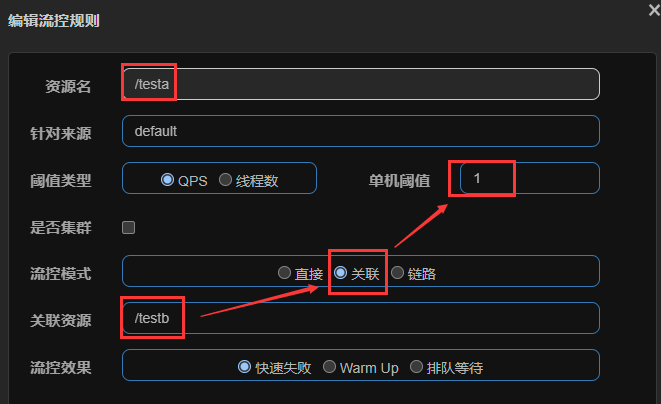 编辑流控规则
资源名 /testa
针对来源 default
阈值类型 QPS 线程数 单机阈值 1
是否集群
流控模式 直接 关联 链路
关联资源 /testb
流控效果 快速失败 Warm Up 排队等待